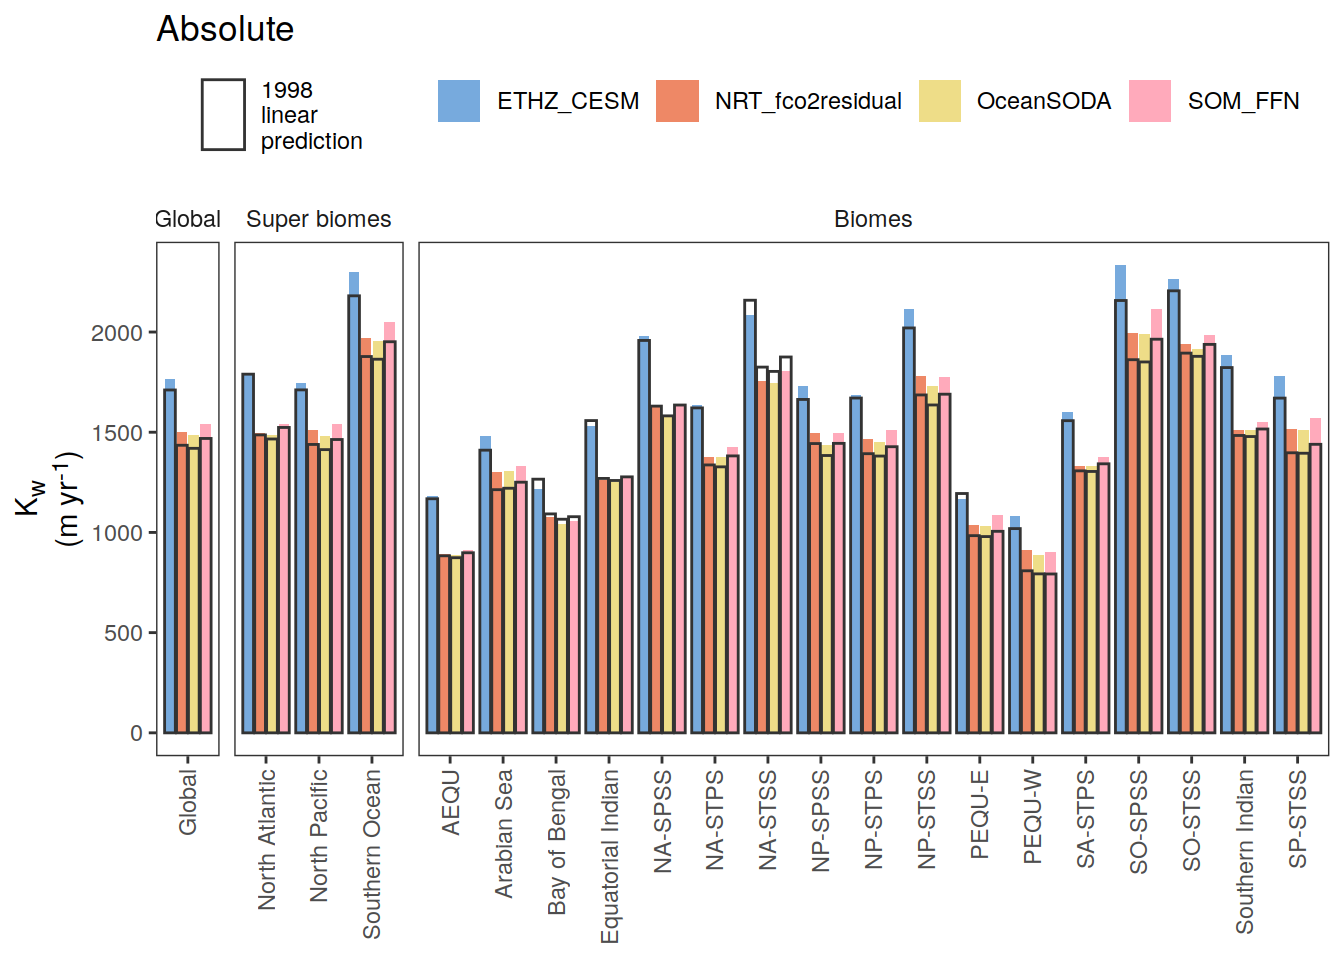 Absolute
1998
linear
prediction
ETHZ_CESM
NRT_fco2residual
OceanSODA
SOM_FFN
Global
Super biomes
Biomes
Kw
(m yr-1)
2000
1500
1000
500
0
Global
North Atlantic
North Pacific
Southern Ocean
AEQU
Arabian Sea
Bay of Bengal
Equatorial Indian
NA-SPSS
NA-STPS
NA-STSS
NP-SPSS
NP-STPS
NP-STSS
PEQU-E
PEQU-W
SA-STPS
SO-SPSS
SO-STSS
Southern Indian
SP-STSS